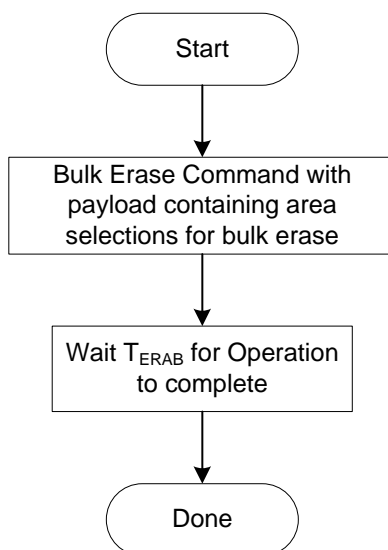 Start
Bulk Erase Command with
payload containing area
selections for bulk erase
Wait TERAB for Operation
to complete
Done